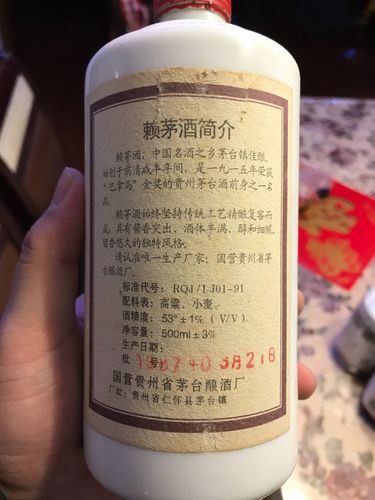 赖茅酒简介
赖茅酒，中国名酒之乡茅台镇佳酿，
始创于前清咸丰年间，是一九一五年荣获
“巴拿马”金奖的贵州茅台酒前身之一名
品。
赖茅酒始终坚持传统工艺精酿复窖而
成，具有酱香突出、酒体丰满、醇和细腻，
留香悠久的独特风格。
请认准唯一生产厂家：国营贵州省茅
台酿酒厂。
标准代号：RQJ/LJ01-91
配料表：高粱、小麦
酒精度：53°±1%（V/V）
净容量：500ml±3%
生产日期：
批号：
国营贵州省茅台酿酒厂
厂址：贵州省仁怀县茅台镇